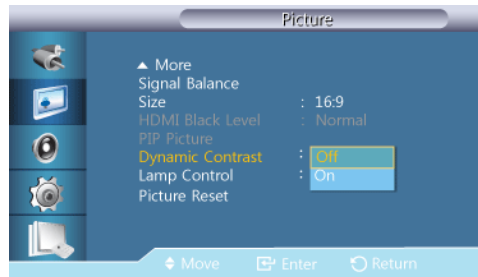 Picture
▲ More
Signal Balance
Size : 16:9
HDMI Black Level : Normal
PIP Picture
Dynamic Contrast : Off
Lamp Control : On
Picture Reset
Move Enter Return